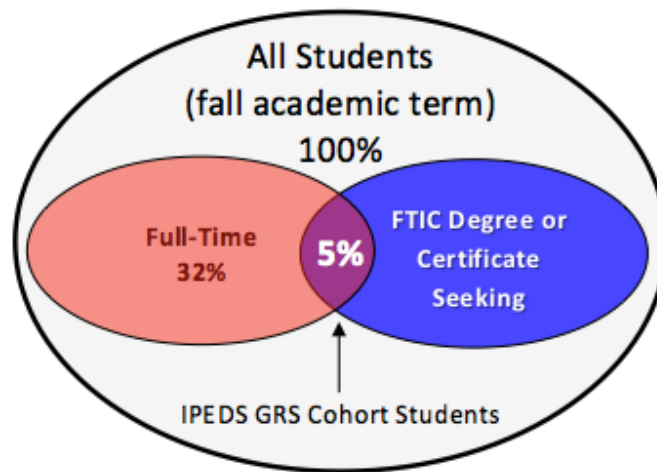 All Students
(fall academic term)
100%
Full-Time
32%
5%
FTIC Degree or
Certificate
Seeking
IPEDS GRS Cohort Students